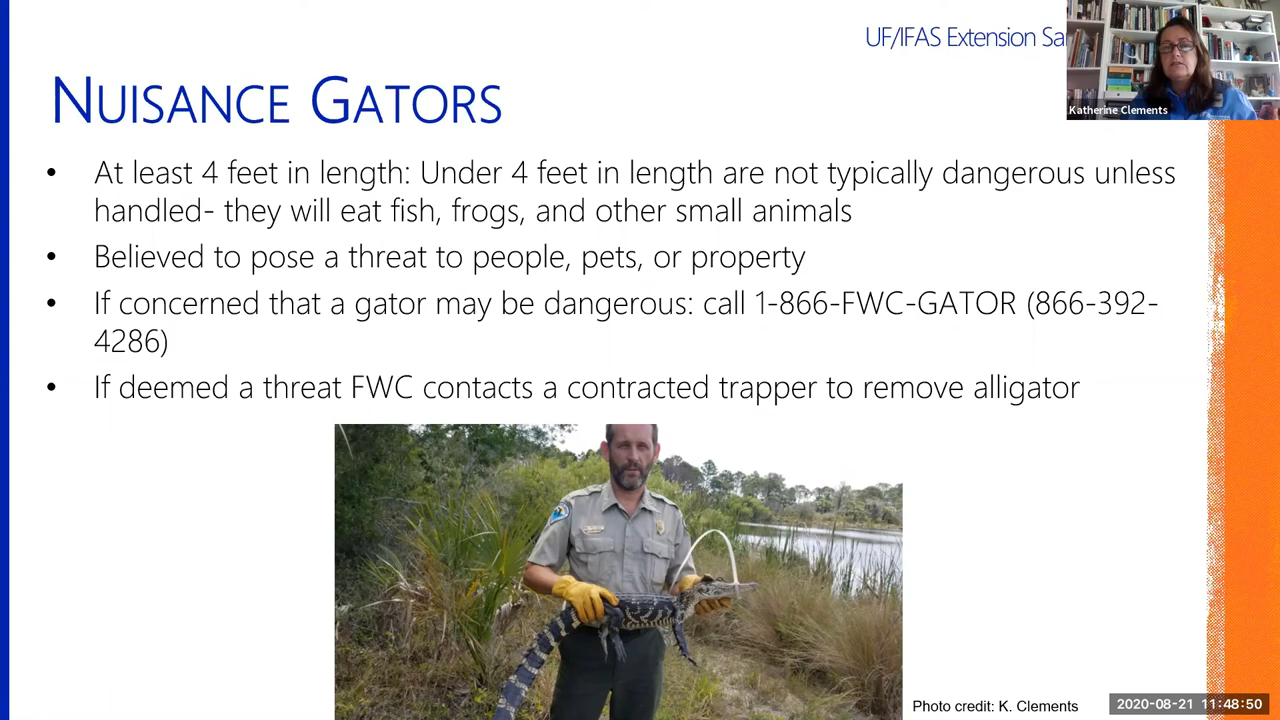 UF/IFAS Extension
Katherine Clements
NUISANCE GATORS
• At least 4 feet in length: Under 4 feet in length are not typically dangerous unless
handled- they will eat fish, frogs, and other small animals
• Believed to pose a threat to people, pets, or property
• If concerned that a gator may be dangerous: call 1-866-FWC-GATOR (866-392-
4286)
• If deemed a threat FWC contacts a contracted trapper to remove alligator
Photo credit: K. Clements
2020-08-21 11:48:50